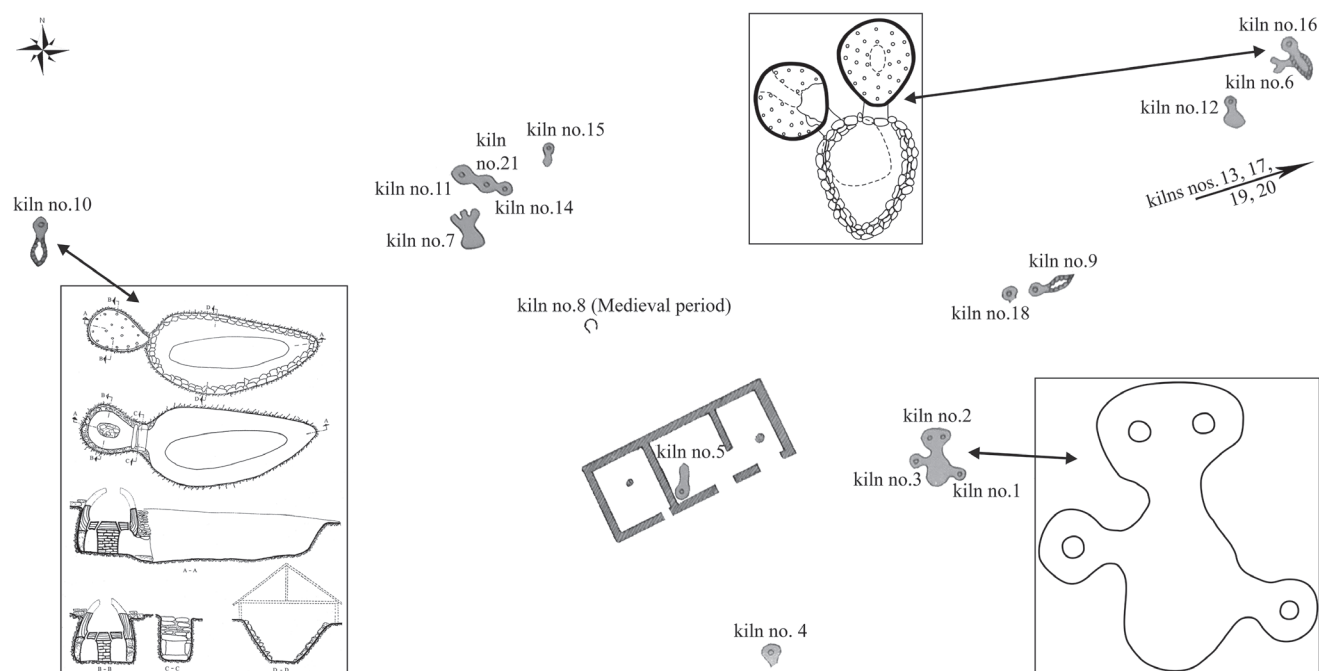 N
kiln no.16
kiln no.6
kiln no.12
kiln no.15
kiln
no.21
kiln no.11
kiln no.14
kiln no.7
kilns nos. 13, 17,
19, 20
kiln no.10
kiln no.9
kiln no.18
kiln no.8 (Medieval period)
kiln no.2
kiln no.5
kiln no.3
kiln no.1
kiln no. 4
B
D
A
A
B
D
B
C
A
A
B
C
A - A
B - B
C - C
D - D